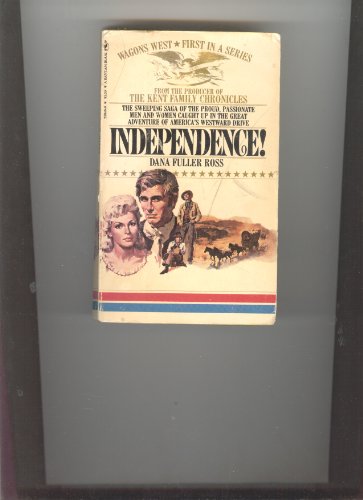 WAGONS WEST ★ FIRST IN A SERIES
FROM THE PRODUCER OF
THE KENT FAMILY CHRONICLES
THE SWEEPING SAGA OF THE PROUD, PASSIONATE
MEN AND WOMEN CAUGHT UP IN THE GREAT
ADVENTURE OF AMERICA'S WESTWARD DRIVE
INDEPENDENCE!
DANA FULLER ROSS